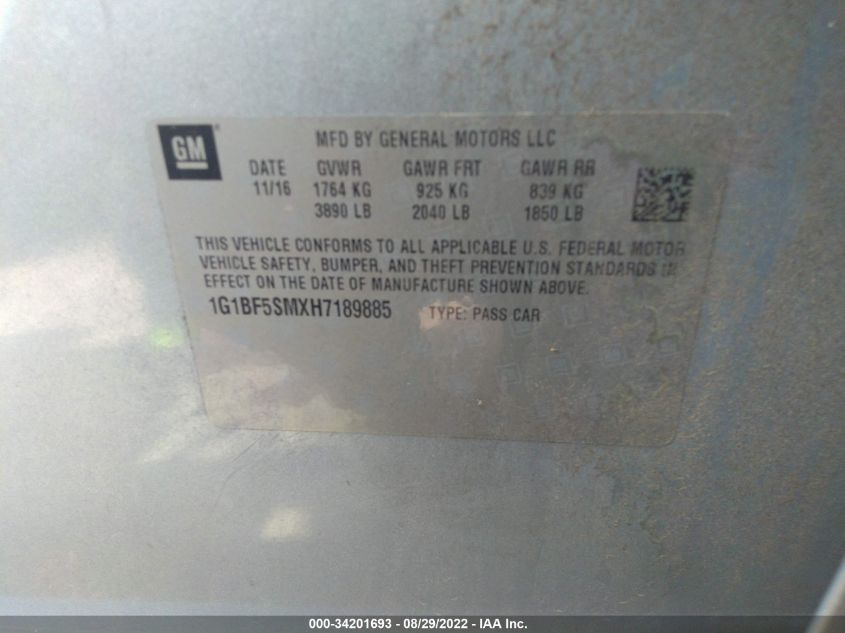 GM
MFD BY GENERAL MOTORS LLC
DATE GVWR GAWR FRT GAWR RR
11/16 1764 KG 925 KG 839 KG
3890 LB 2040 LB 1850 LB
THIS VEHICLE CONFORMS TO ALL APPLICABLE U.S. FEDERAL MOTOR
VEHICLE SAFETY, BUMPER, AND THEFT PREVENTION STANDARDS IN
EFFECT ON THE DATE OF MANUFACTURE SHOWN ABOVE.
1G1BF5SMXH7189885 TYPE: PASS CAR
000-34201693 - 08/29/2022 - IAA Inc.